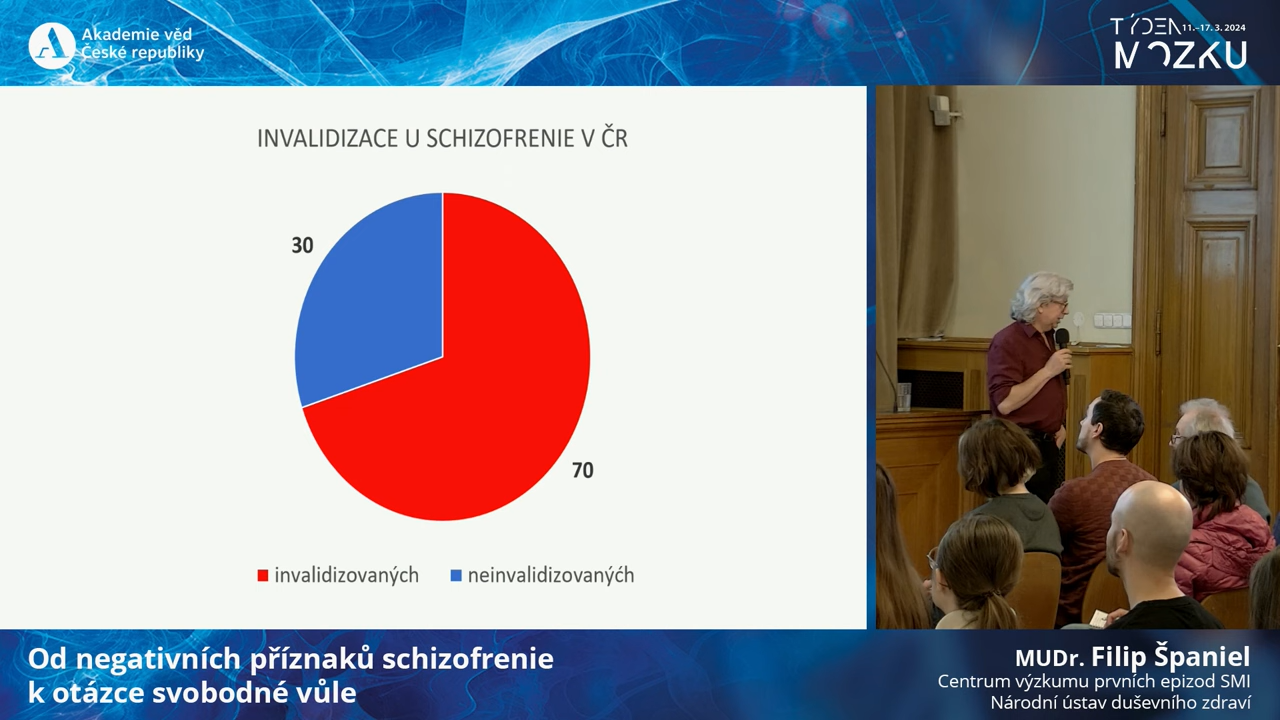 Akademie věd
České republiky
TÝDEN 11.–17. 3. 2024
MOZKU
INVALIDIZACE U SCHIZOFRENIE V ČR
30
70
invalidizovaných
neinvalidizovanýćh
Od negativních příznaků schizofrenie
k otázce svobodné vůle
MUDr. Filip Španiel
Centrum výzkumu prvních epizod SMI
Národní ústav duševního zdraví